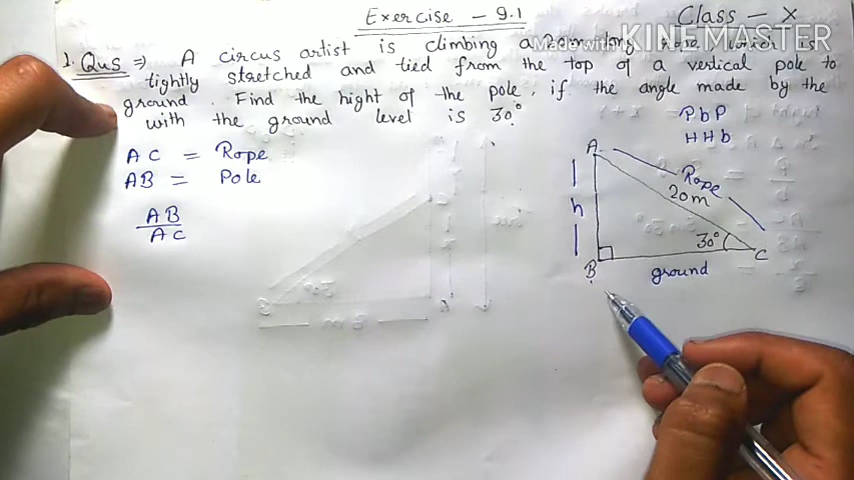 Exercise - 9.1
Class - X
1. Qus ⇒ A circus artist is climbing a 20m long rope which is
tightly stretched and tied from the top of a vertical pole to
ground. Find the hight of the pole, if the angle made by the
with the ground level is 30°.
Made with KINEMASTER
PbP
HHb
AC = Rope
AB = Pole
AB
AC
A
Rope
20m
h
30°
B
C
ground